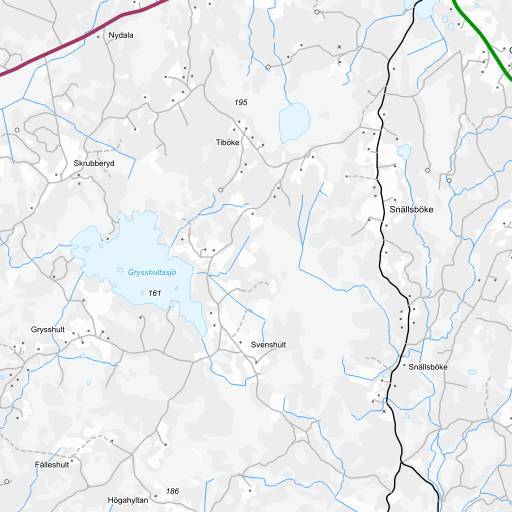 Nydala
195
Tiböke
Skrubberyd
Snällsböke
Grysshultasjö
161
Grysshult
Svenshult
Snällsböke
Fälleshult
186
Högahyltan